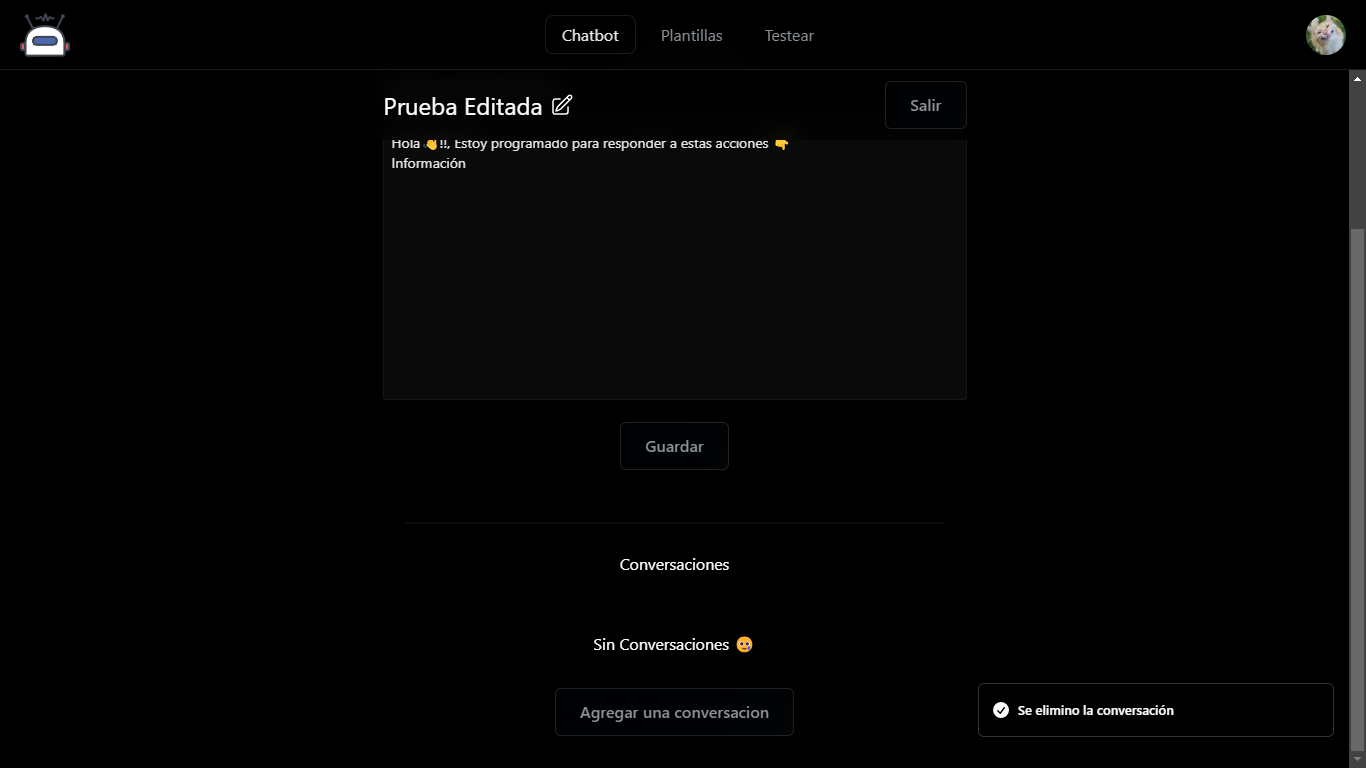 Chatbot Plantillas Testear
Prueba Editada Salir
Hola 👋!!, Estoy programado para responder a estas acciones 👇
Información
Guardar
Conversaciones
Sin Conversaciones 😢
Agregar una conversacion
Se elimino la conversación